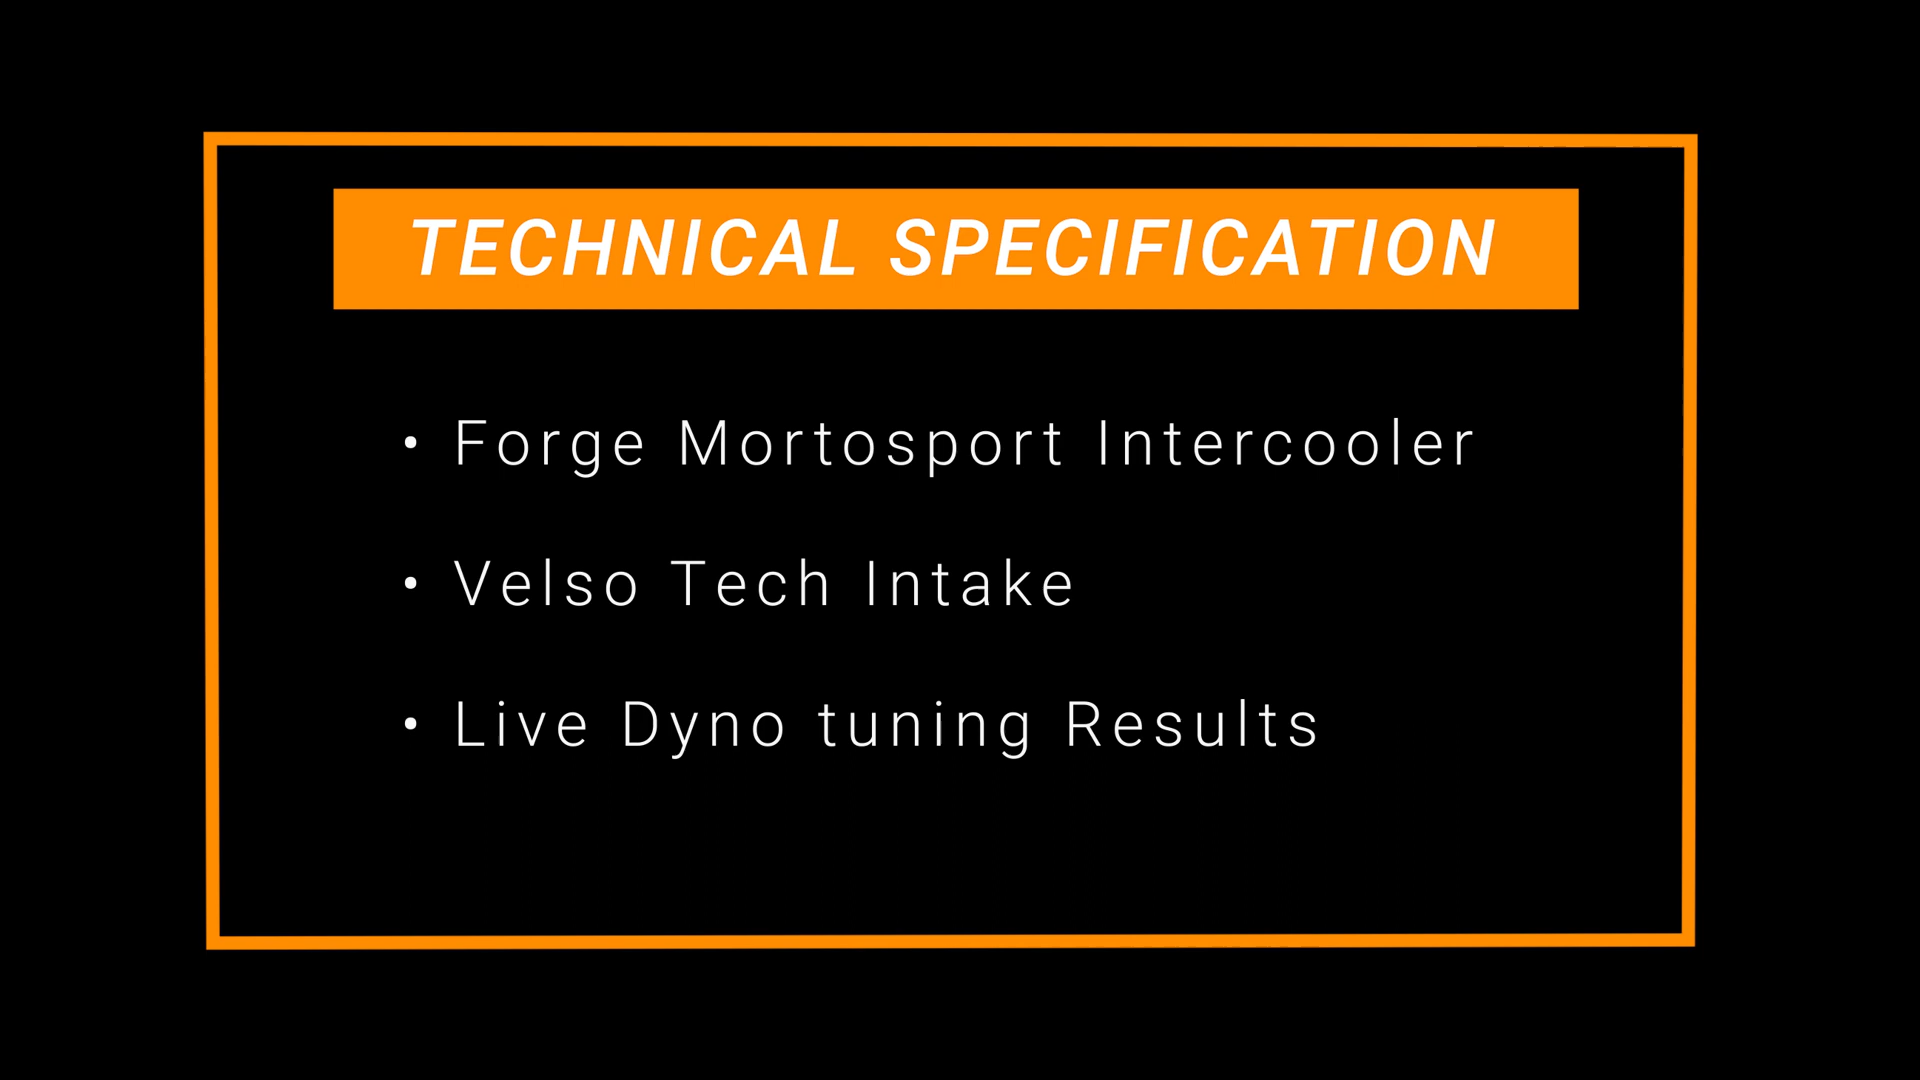 TECHNICAL SPECIFICATION
• Forge Mortosport Intercooler
• Velso Tech Intake
• Live Dyno tuning Results